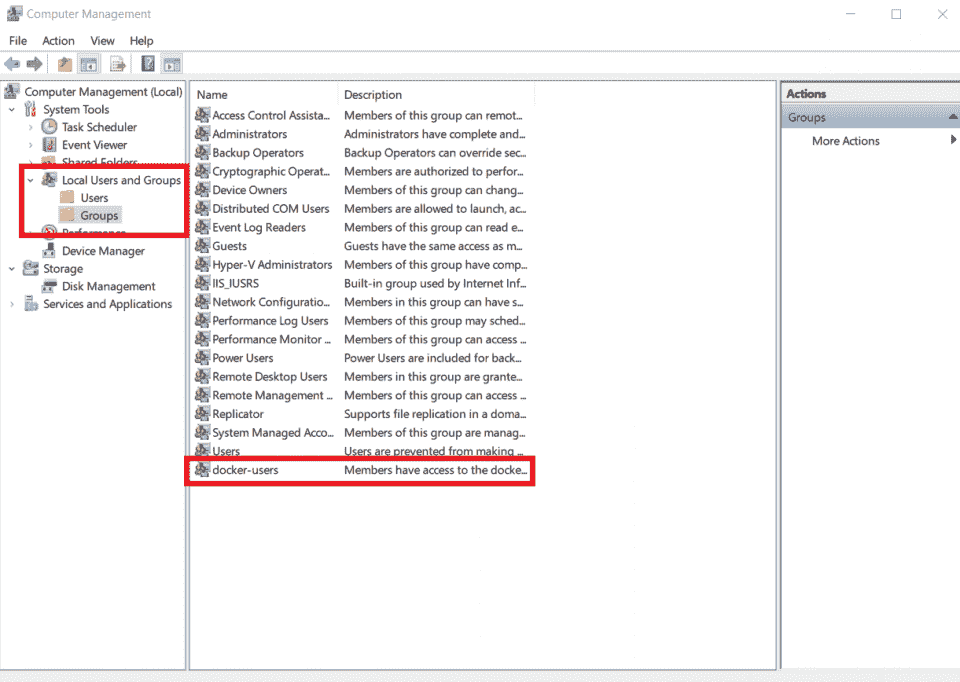 Computer Management
File Action View Help
Computer Management (Local)
System Tools
Task Scheduler
Event Viewer
Shared Folders
Local Users and Groups
Users
Groups
Performance
Device Manager
Storage
Disk Management
Services and Applications
Name Description
Access Control Assista... Members of this group can remot...
Administrators Administrators have complete and...
Backup Operators Backup Operators can override sec...
Cryptographic Operat... Members are authorized to perfor...
Device Owners Members of this group can chang...
Distributed COM Users Members are allowed to launch, ac...
Event Log Readers Members of this group can read e...
Guests Guests have the same access as m...
Hyper-V Administrators Members of this group have comp...
IIS_IUSRS Built-in group used by Internet Inf...
Network Configuratio... Members in this group can have s...
Performance Log Users Members of this group may sched...
Performance Monitor ... Members of this group can access ...
Power Users Power Users are included for back...
Remote Desktop Users Members in this group are grante...
Remote Management ... Members of this group can access ...
Replicator Supports file replication in a doma...
System Managed Acco... Members of this group are manag...
Users Users are prevented from making ...
docker-users Members have access to the docke...
Actions
Groups
More Actions